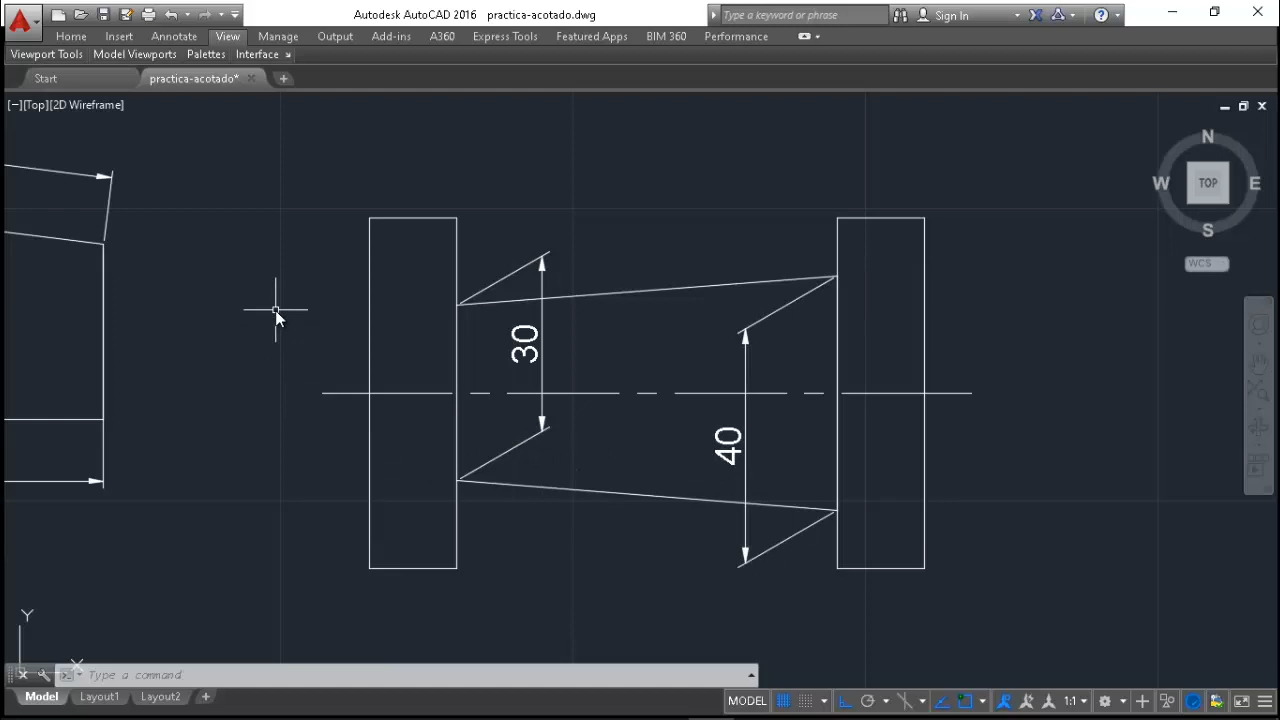 Autodesk AutoCAD 2016 practica-acotado.dwg
Type a keyword or phrase
Sign In
Home Insert Annotate View Manage Output Add-ins A360 Express Tools Featured Apps BIM 360 Performance
Viewport Tools Model Viewports Palettes Interface
Start practica-acotado*
[−][Top][2D Wireframe]
N
W TOP E
S
WCS
30
40
Y
X
Type a command
Model Layout1 Layout2
MODEL
1:1